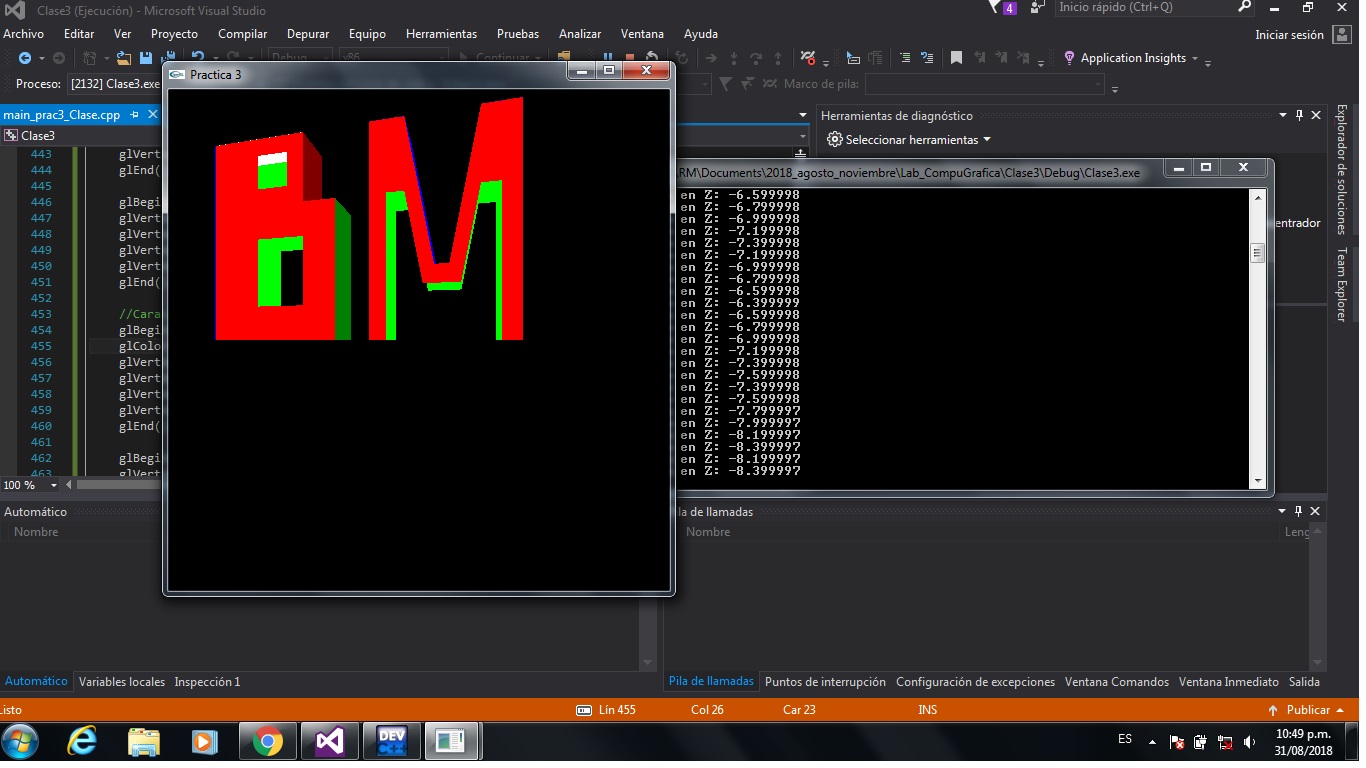 Clase3 (Ejecución) - Microsoft Visual Studio
4
Inicio rápido (Ctrl+Q)
Archivo Editar Ver Proyecto Compilar Depurar Equipo Herramientas Pruebas Analizar Ventana Ayuda
Iniciar sesión
Debug x86 Continuar
Application Insights
Proceso: [2132] Clase3.exe
Marco de pila:
Practica 3
main_prac3_Clase.cpp
Clase3
443 glVert
444 glEnd(
445
446 glBegi
447 glVert
448 glVert
449 glVert
450 glVert
451 glEnd(
452
453 //Cara
454 glBegi
455 glColo
456 glVert
457 glVert
458 glVert
459 glVert
460 glEnd(
461
462 glBegi
463 glVert
100 %
BM
Herramientas de diagnóstico
Seleccionar herramientas
entrador
Explorador de soluciones
Team Explorer
.RM\Documents\2018_agosto_noviembre\Lab_CompuGrafica\Clase3\Debug\Clase3.exe
en Z: -6.599998
en Z: -6.799998
en Z: -6.999998
en Z: -7.199998
en Z: -7.399998
en Z: -7.199998
en Z: -6.999998
en Z: -6.799998
en Z: -6.599998
en Z: -6.399999
en Z: -6.599998
en Z: -6.799998
en Z: -6.999998
en Z: -7.199998
en Z: -7.399998
en Z: -7.599998
en Z: -7.399998
en Z: -7.599998
en Z: -7.799997
en Z: -7.999997
en Z: -8.199997
en Z: -8.399997
en Z: -8.199997
en Z: -8.399997
Automático
Nombre
la de llamadas
Nombre
Leng
Automático Variables locales Inspección 1
Pila de llamadas Puntos de interrupción Configuración de excepciones Ventana Comandos Ventana Inmediato Salida
Listo
Lín 455 Col 26 Car 23 INS
Publicar
DEV C++
ES
10:49 p.m.
31/08/2018